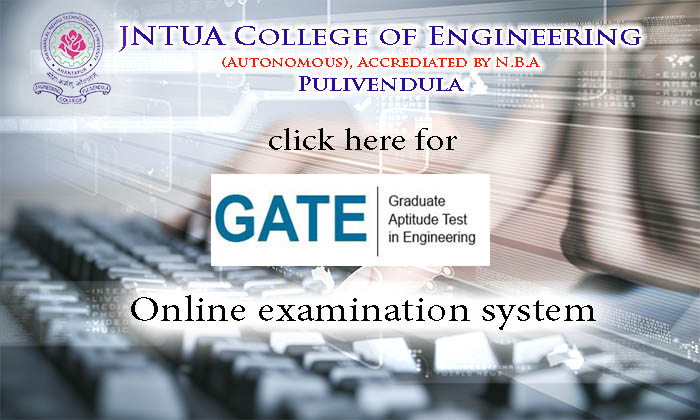 JNTUA College of Engineering
(Autonomous), Accrediated by N.B.A
Pulivendula
click here for
GATE
Graduate
Aptitude Test
in Engineering
Online examination system